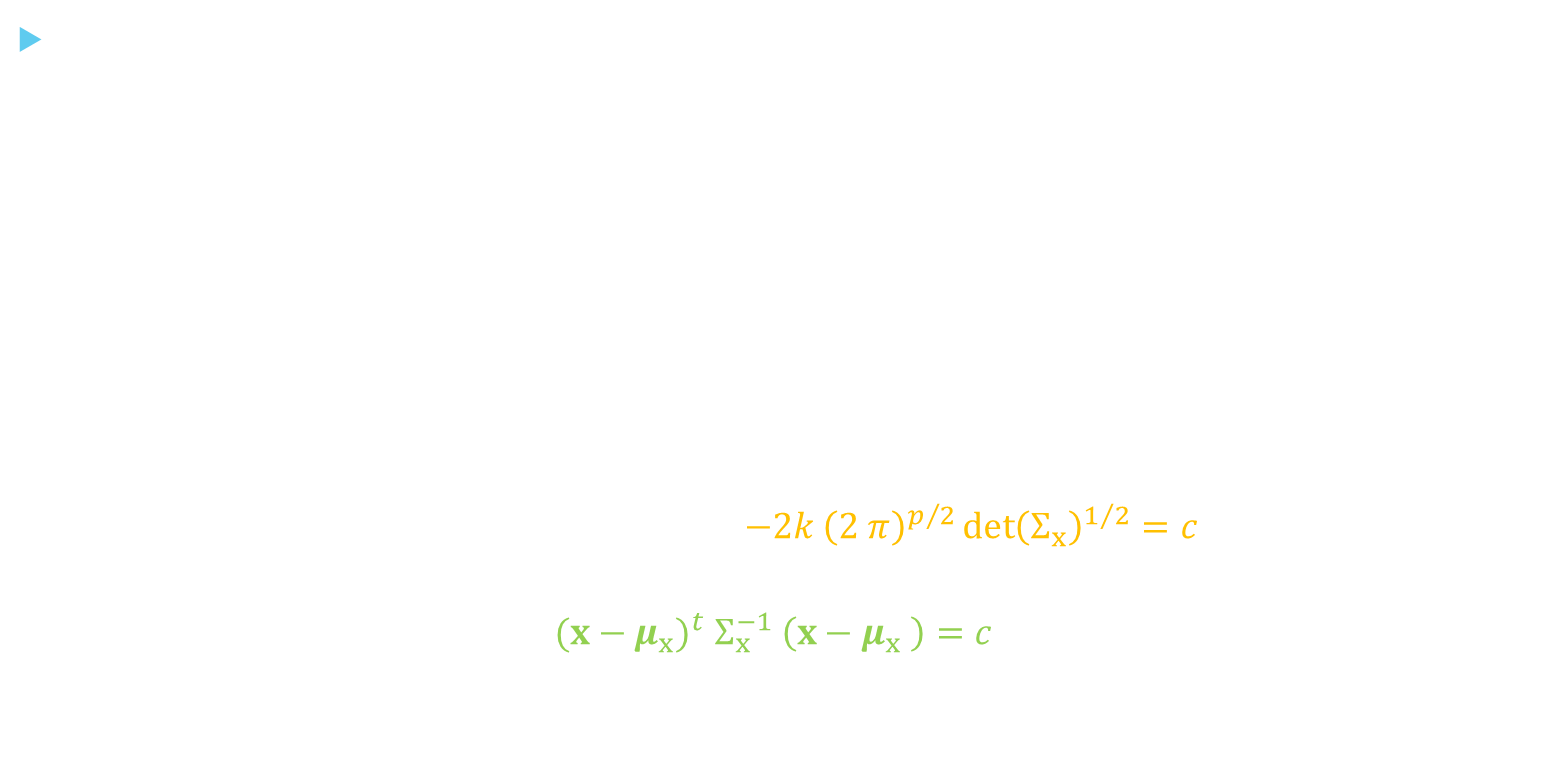 −2k (2 π)^{p/2} det(Σ_x)^{1/2} = c
(𝐱 − 𝝁_x)^t Σ_x^{−1} (𝐱 − 𝝁_x ) = c